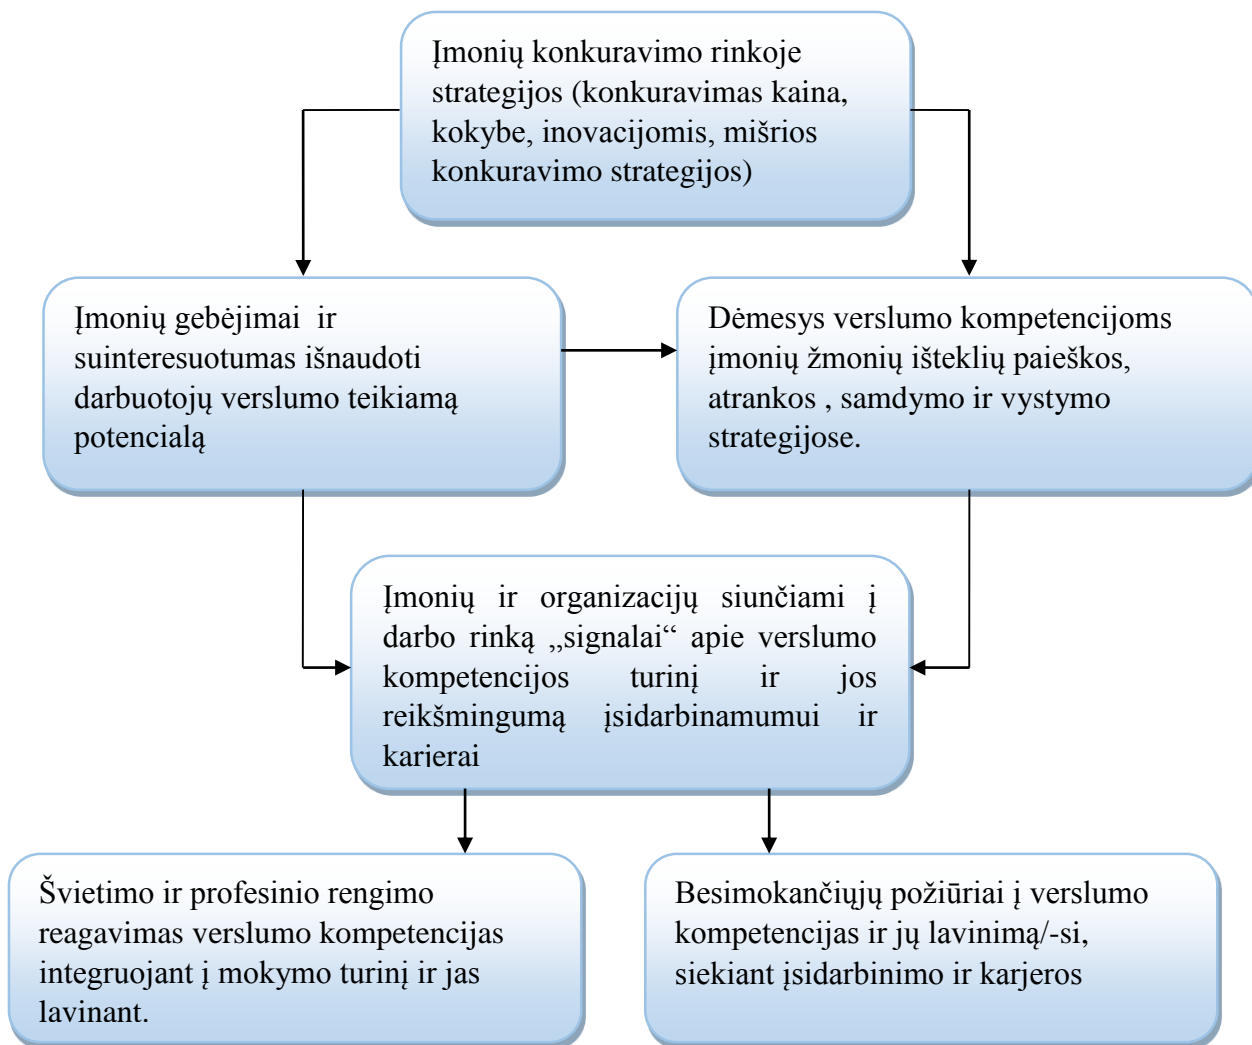 Įmonių konkuravimo rinkoje
strategijos (konkuravimas kaina,
kokybe, inovacijomis, mišrios
konkuravimo strategijos)
Įmonių gebėjimai ir
suinteresuotumas išnaudoti
darbuotojų verslumo teikiamą
potencialą
Dėmesys verslumo kompetencijoms
įmonių žmonių išteklių paieškos,
atrankos , samdymo ir vystymo
strategijose.
Įmonių ir organizacijų siunčiami į
darbo rinką „signalai“ apie verslumo
kompetencijos turinį ir jos
reikšmingumą įsidarbinamumui ir
karjerai
Švietimo ir profesinio rengimo
reagavimas verslumo kompetencijas
integruojant į mokymo turinį ir jas
lavinant.
Besimokančiųjų požiūriai į verslumo
kompetencijas ir jų lavinimą/-si,
siekiant įsidarbinimo ir karjeros